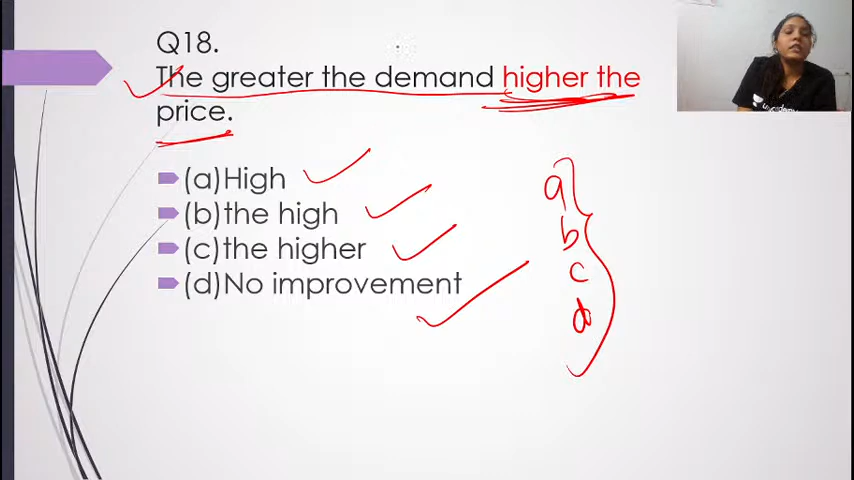 Q18.
The greater the demand higher the
price.
(a)High
(b)the high
(c)the higher
(d)No improvement
a
b
c
d